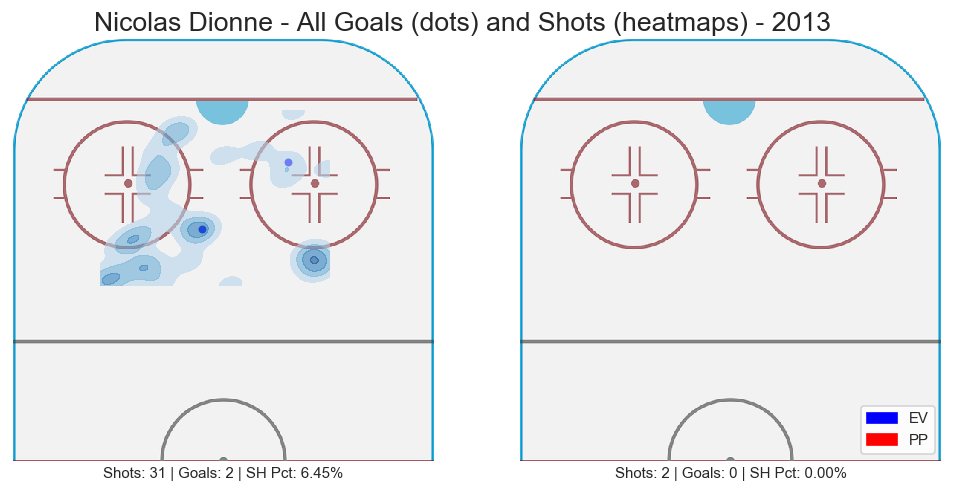 Nicolas Dionne - All Goals (dots) and Shots (heatmaps) - 2013
EV
PP
Shots: 31 | Goals: 2 | SH Pct: 6.45%
Shots: 2 | Goals: 0 | SH Pct: 0.00%